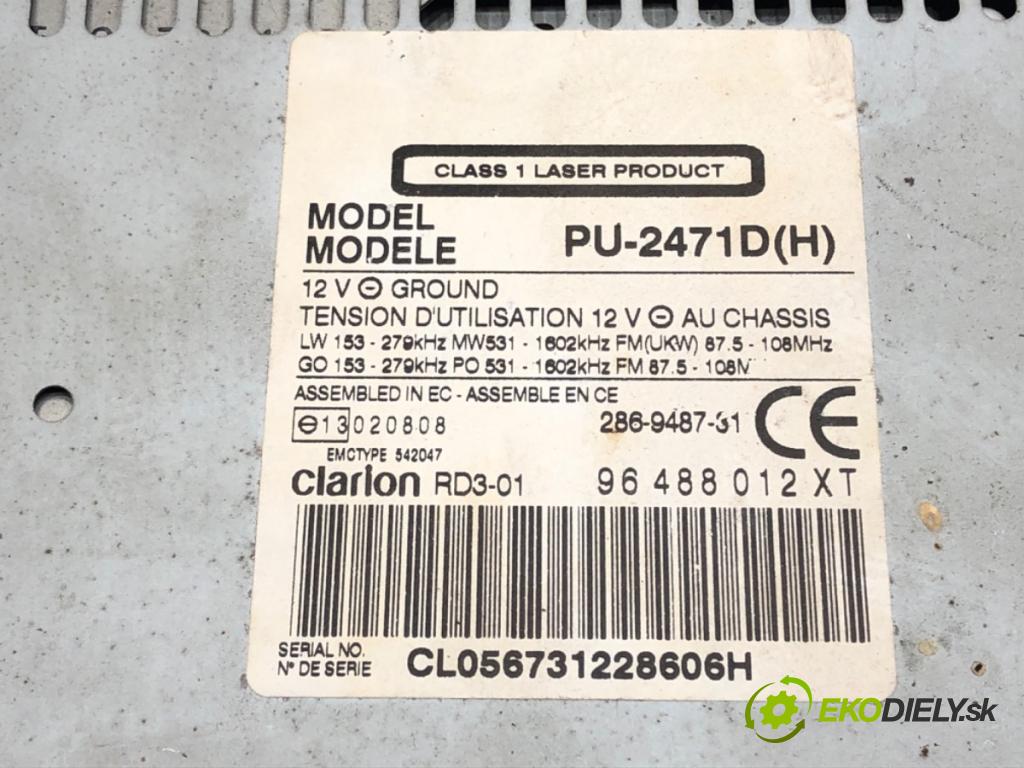 CLASS 1 LASER PRODUCT
MODEL
MODELE PU-2471D(H)
12 V ⊖ GROUND
TENSION D'UTILISATION 12 V ⊖ AU CHASSIS
LW 153 - 279kHz MW531 - 1602kHz FM(UKW) 87.5 - 108MHz
GO 153 - 279kHz PO 531 - 1602kHz FM 87.5 - 108M
ASSEMBLED IN EC - ASSEMBLE EN CE
⊖13 020808 286-9487-31 CE
EMCTYPE 542047
clarion RD3-01 96 488 012 XT
SERIAL NO.
N° DE SERIE CL056731228606H
EKODIELY.sk